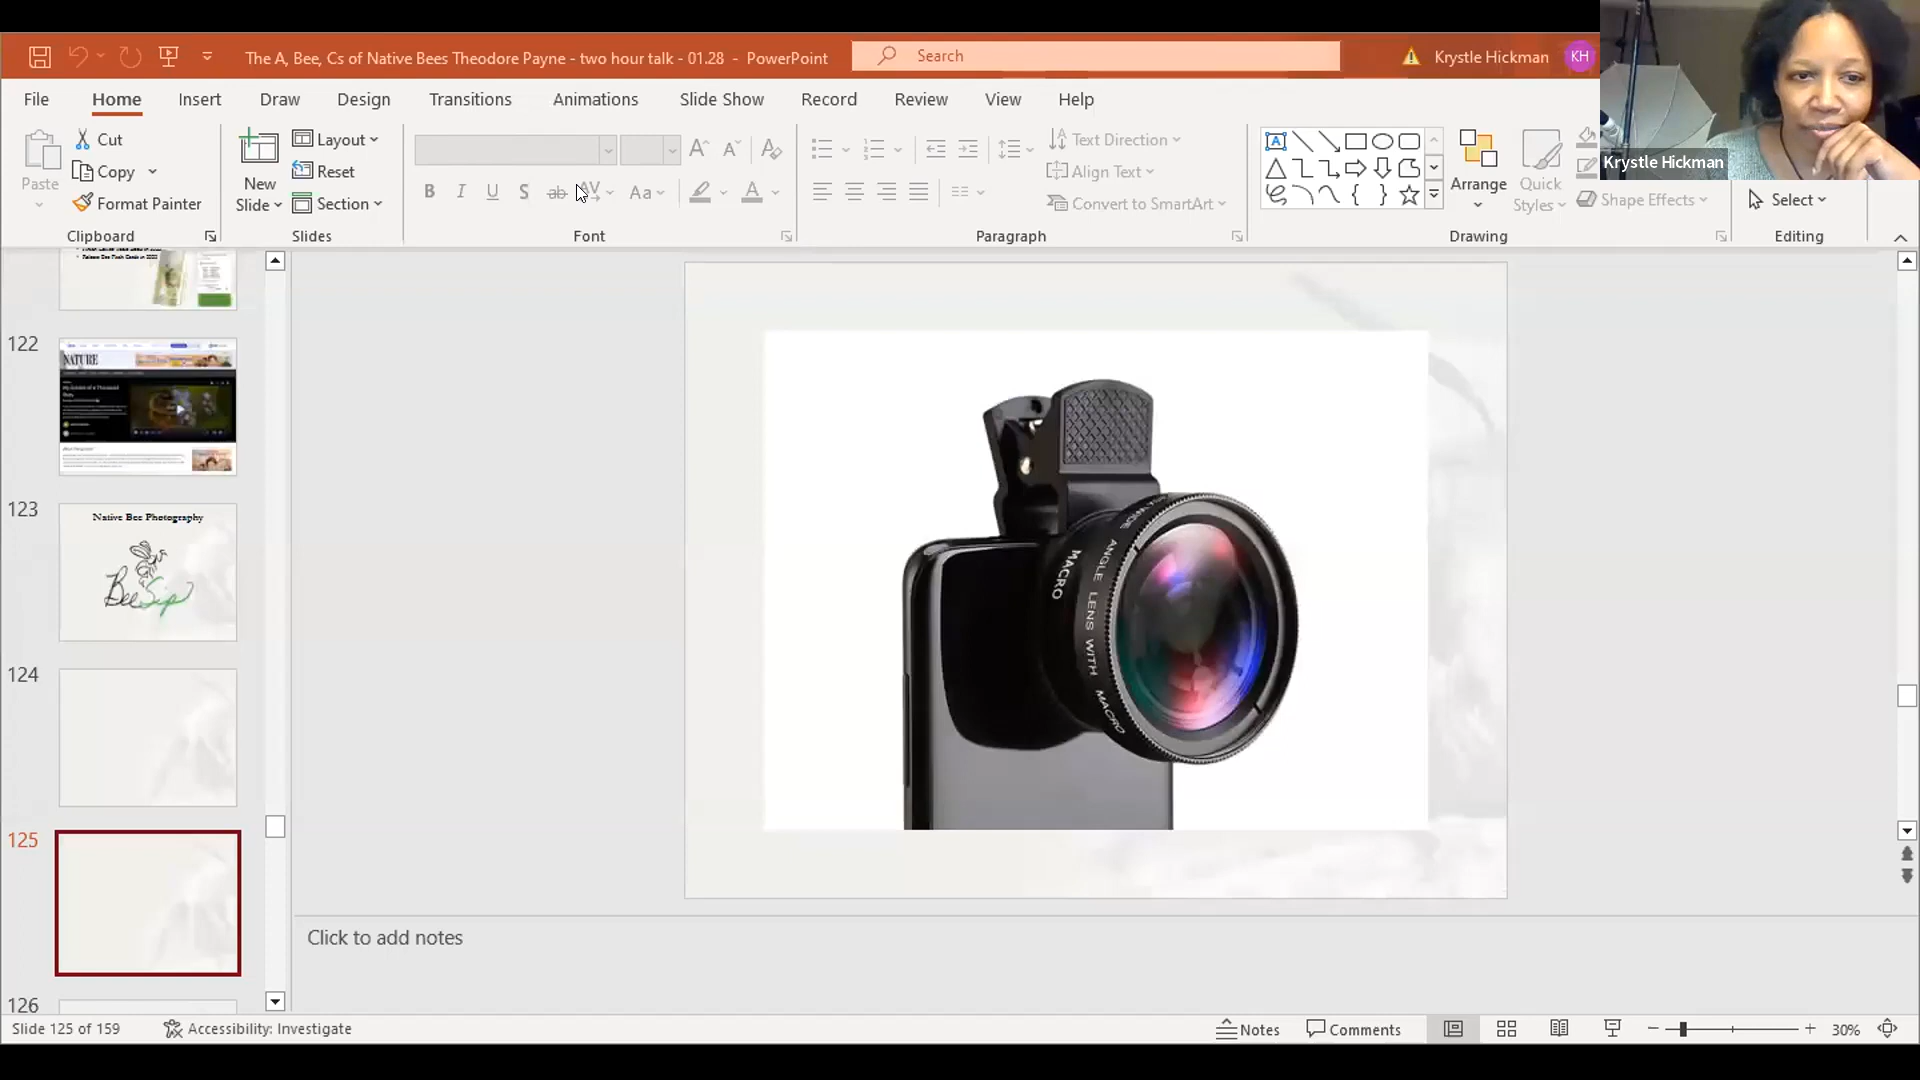 The A, Bee, Cs of Native Bees Theodore Payne - two hour talk - 01.28 - PowerPoint
Search
Krystle Hickman
KH
File
Home
Insert
Draw
Design
Transitions
Animations
Slide Show
Record
Review
View
Help
Paste
Cut
Copy
Format Painter
Clipboard
New
Slide
Layout
Reset
Section
Slides
Font
Text Direction
Align Text
Convert to SmartArt
Paragraph
Arrange
Quick
Styles
Shape Effects
Drawing
Select
Editing
Krystle Hickman
122
NATURE
123
Native Bee Photography
BeeSip
124
125
126
MACRO
WIDE ANGLE LENS WITH MACRO
Click to add notes
Slide 125 of 159
Accessibility: Investigate
Notes
Comments
30%